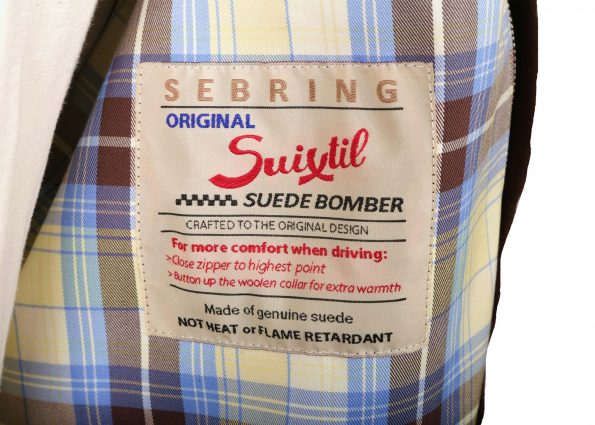 SEBRING
ORIGINAL
Suixtil
SUEDE BOMBER
CRAFTED TO THE ORIGINAL DESIGN
For more comfort when driving:
>Close zipper to highest point
>Button up the woolen collar for extra warmth
Made of genuine suede
NOT HEAT or FLAME RETARDANT